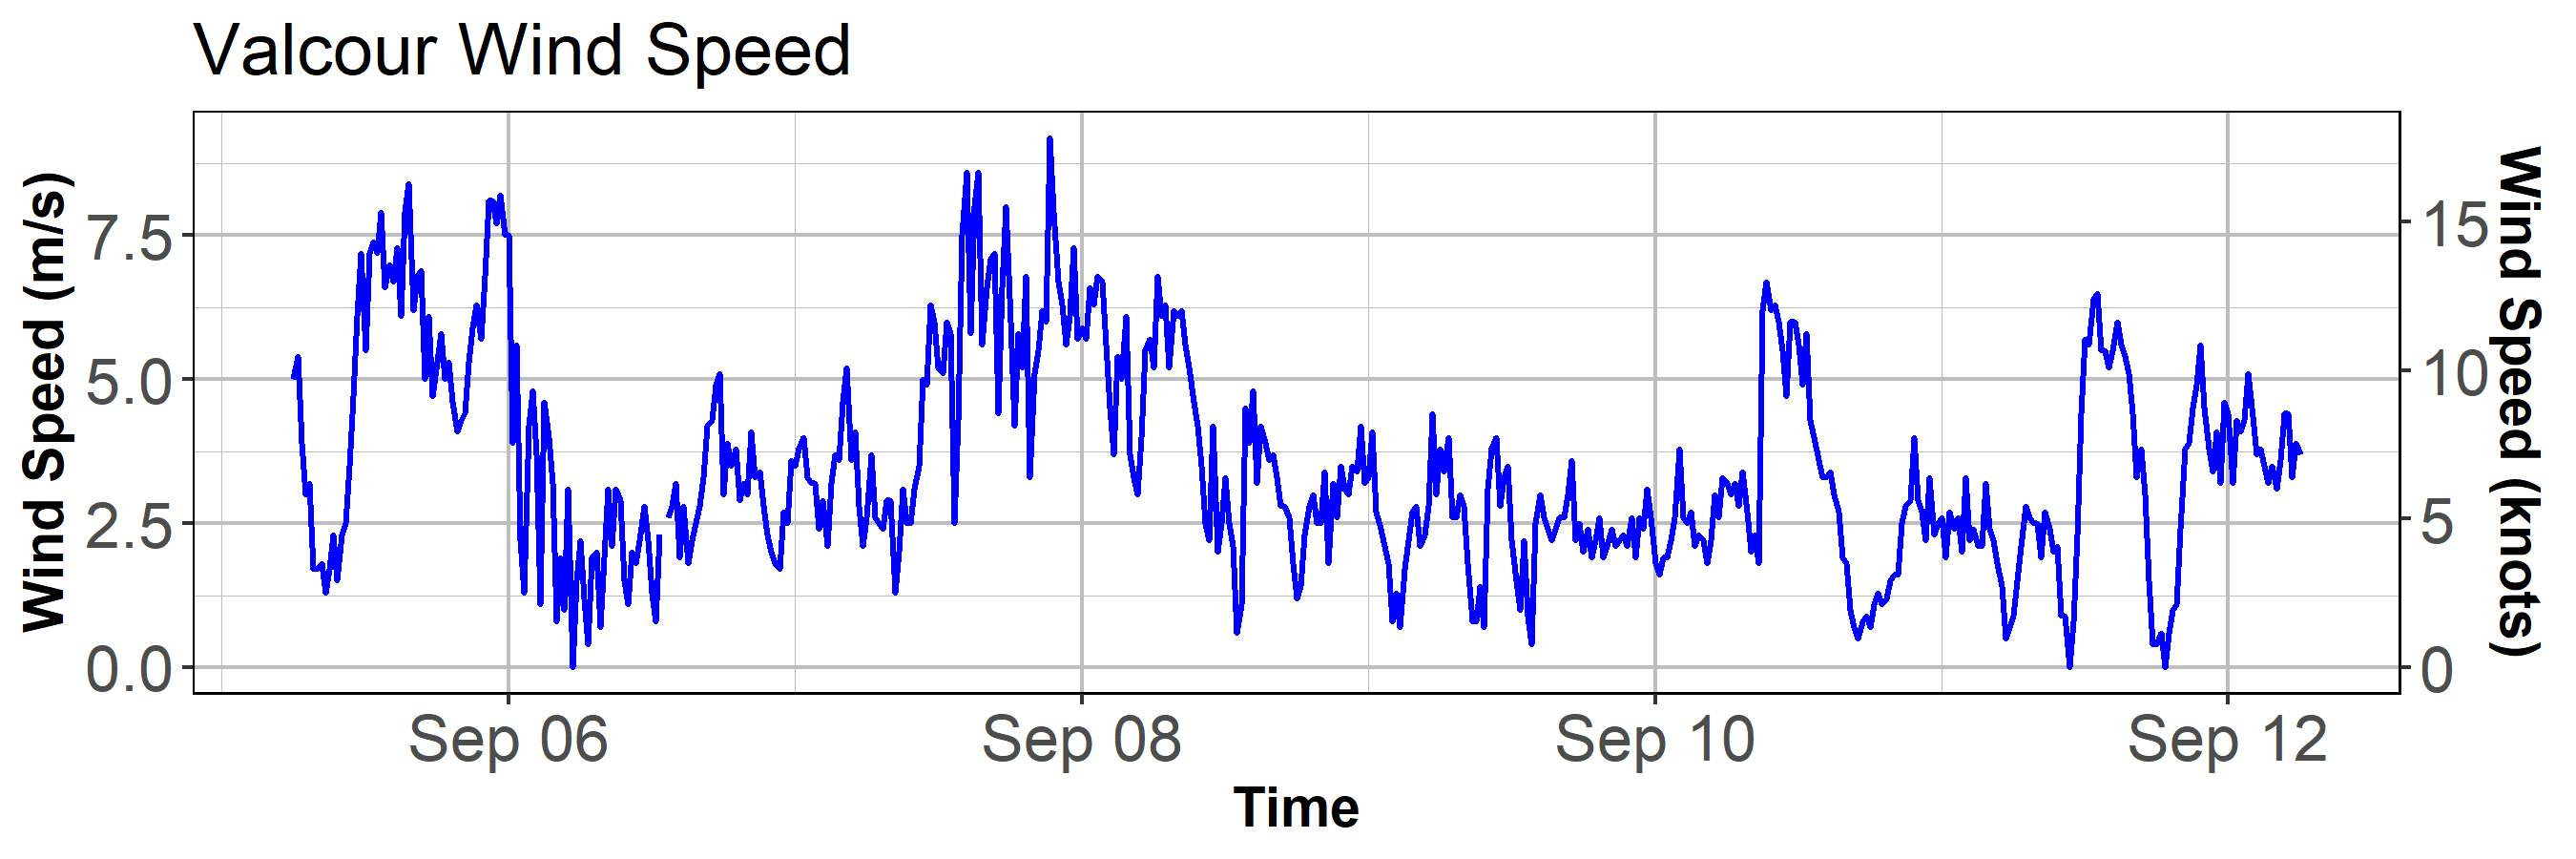 Valcour Wind Speed
Wind Speed (m/s)
7.5
5.0
2.5
0.0
15
10
5
0
Wind Speed (knots)
Sep 06
Sep 08
Sep 10
Sep 12
Time